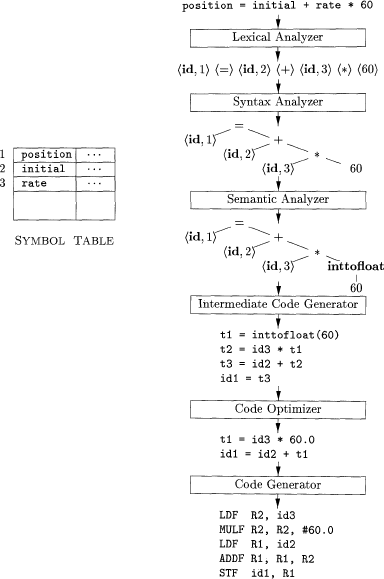 position = initial + rate * 60
Lexical Analyzer
⟨id, 1⟩ ⟨=⟩ ⟨id, 2⟩ ⟨+⟩ ⟨id, 3⟩ ⟨*⟩ ⟨60⟩
Syntax Analyzer
=
⟨id, 1⟩ +
⟨id, 2⟩ *
⟨id, 3⟩ 60
1 position ...
2 initial ...
3 rate ...
SYMBOL TABLE
Semantic Analyzer
=
⟨id, 1⟩ +
⟨id, 2⟩ *
⟨id, 3⟩ inttofloat
60
Intermediate Code Generator
t1 = inttofloat(60)
t2 = id3 * t1
t3 = id2 + t2
id1 = t3
Code Optimizer
t1 = id3 * 60.0
id1 = id2 + t1
Code Generator
LDF R2, id3
MULF R2, R2, #60.0
LDF R1, id2
ADDF R1, R1, R2
STF id1, R1